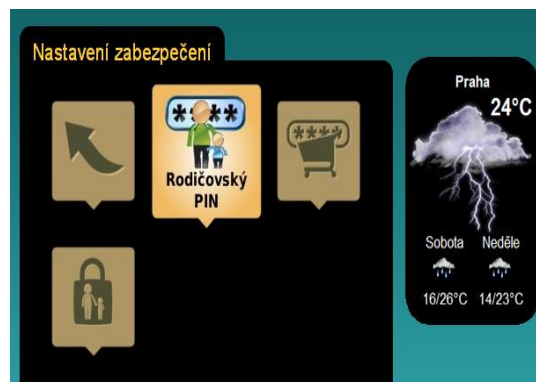 Nastavení zabezpečení
****
Rodičovský
PIN
****
Praha
24°C
Sobota Neděle
16/26°C 14/23°C